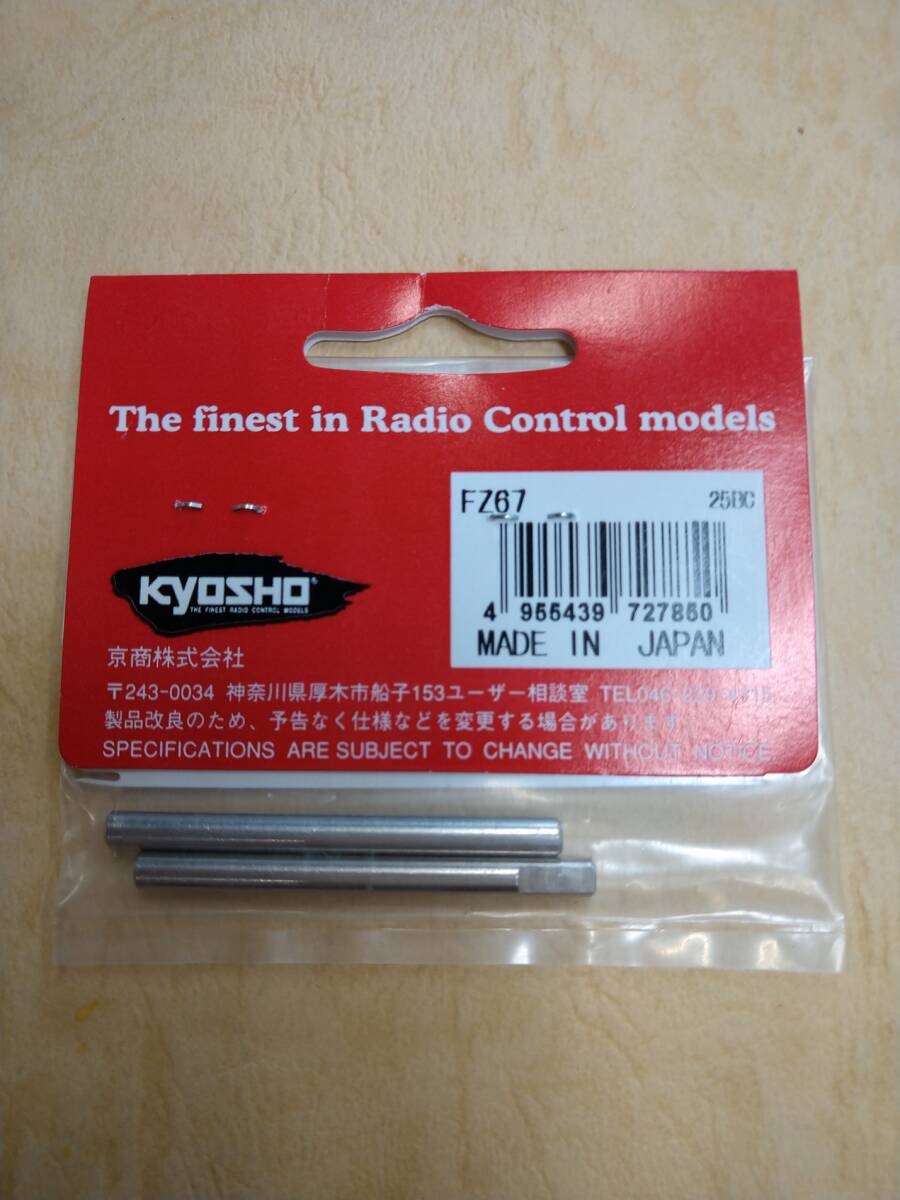 The finest in Radio Control models
FZ67 25BC
4 955439 727850
MADE IN JAPAN
KYOSHO
THE FINEST RADIO CONTROL MODELS
京商株式会社
〒243-0034 神奈川県厚木市船子153ユーザー相談室 TEL046-229-4115
製品改良のため、予告なく仕様などを変更する場合があります。
SPECIFICATIONS ARE SUBJECT TO CHANGE WITHOUT NOTICE